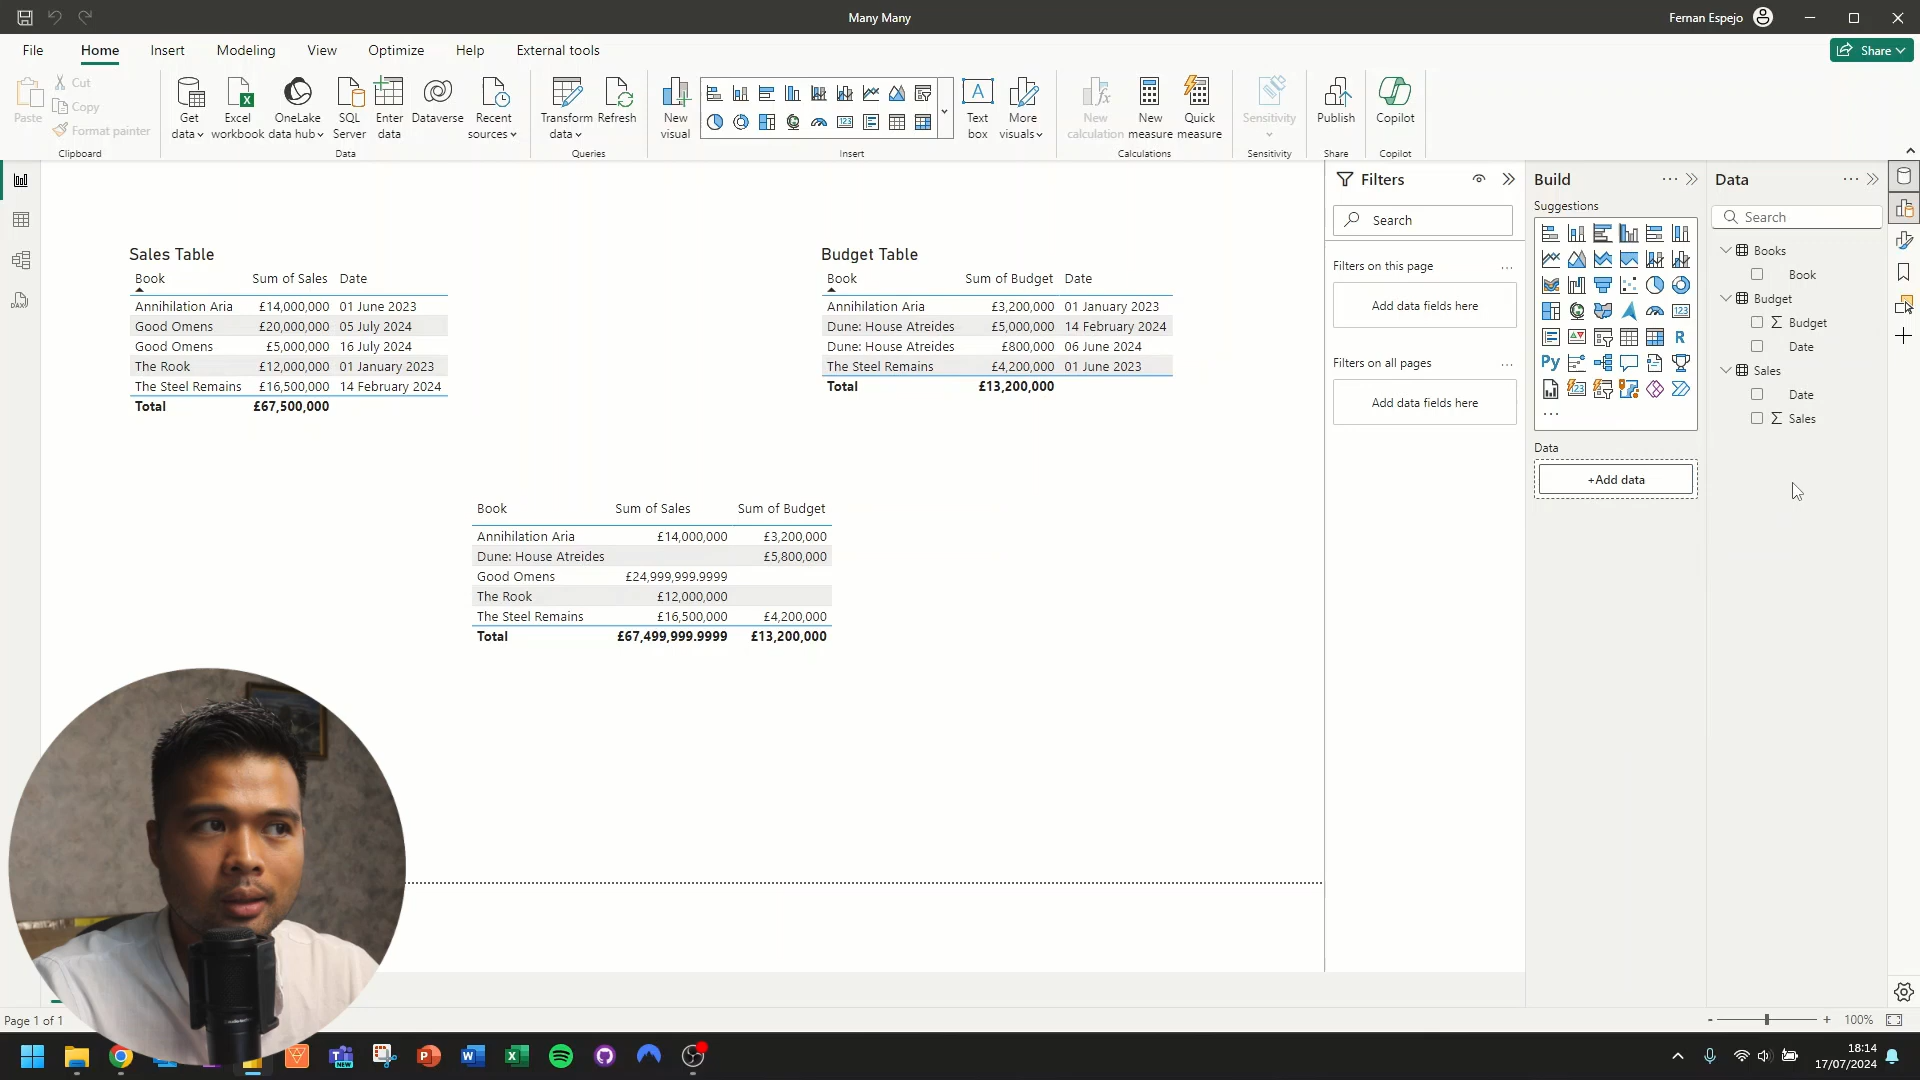 Many Many
Fernan Espejo
File Home Insert Modeling View Optimize Help External tools
Share
Paste
Cut
Copy
Format painter
Clipboard
Get data
Excel workbook
OneLake data hub
SQL Server
Enter data
Dataverse
Recent sources
Data
Transform data
Refresh
Queries
New visual
Insert
A
Text box
More visuals
New calculation
New measure
Quick measure
Calculations
Sensitivity
Sensitivity
Publish
Share
Copilot
Copilot
Sales Table
Book Sum of Sales Date
Annihilation Aria £14,000,000 01 June 2023
Good Omens £20,000,000 05 July 2024
Good Omens £5,000,000 16 July 2024
The Rook £12,000,000 01 January 2023
The Steel Remains £16,500,000 14 February 2024
Total £67,500,000
Budget Table
Book Sum of Budget Date
Annihilation Aria £3,200,000 01 January 2023
Dune: House Atreides £5,000,000 14 February 2024
Dune: House Atreides £800,000 06 June 2024
The Steel Remains £4,200,000 01 June 2023
Total £13,200,000
Book Sum of Sales Sum of Budget
Annihilation Aria £14,000,000 £3,200,000
Dune: House Atreides £5,800,000
Good Omens £24,999,999.9999
The Rook £12,000,000
The Steel Remains £16,500,000 £4,200,000
Total £67,499,999.9999 £13,200,000
Filters
Search
Filters on this page ...
Add data fields here
Filters on all pages ...
Add data fields here
Build ...
Suggestions
123
R
Py
...
Data
+Add data
Data ...
Search
Books
Book
Budget
Σ Budget
Date
Sales
Date
Σ Sales
Page 1 of 1
- + 100%
18:14
17/07/2024